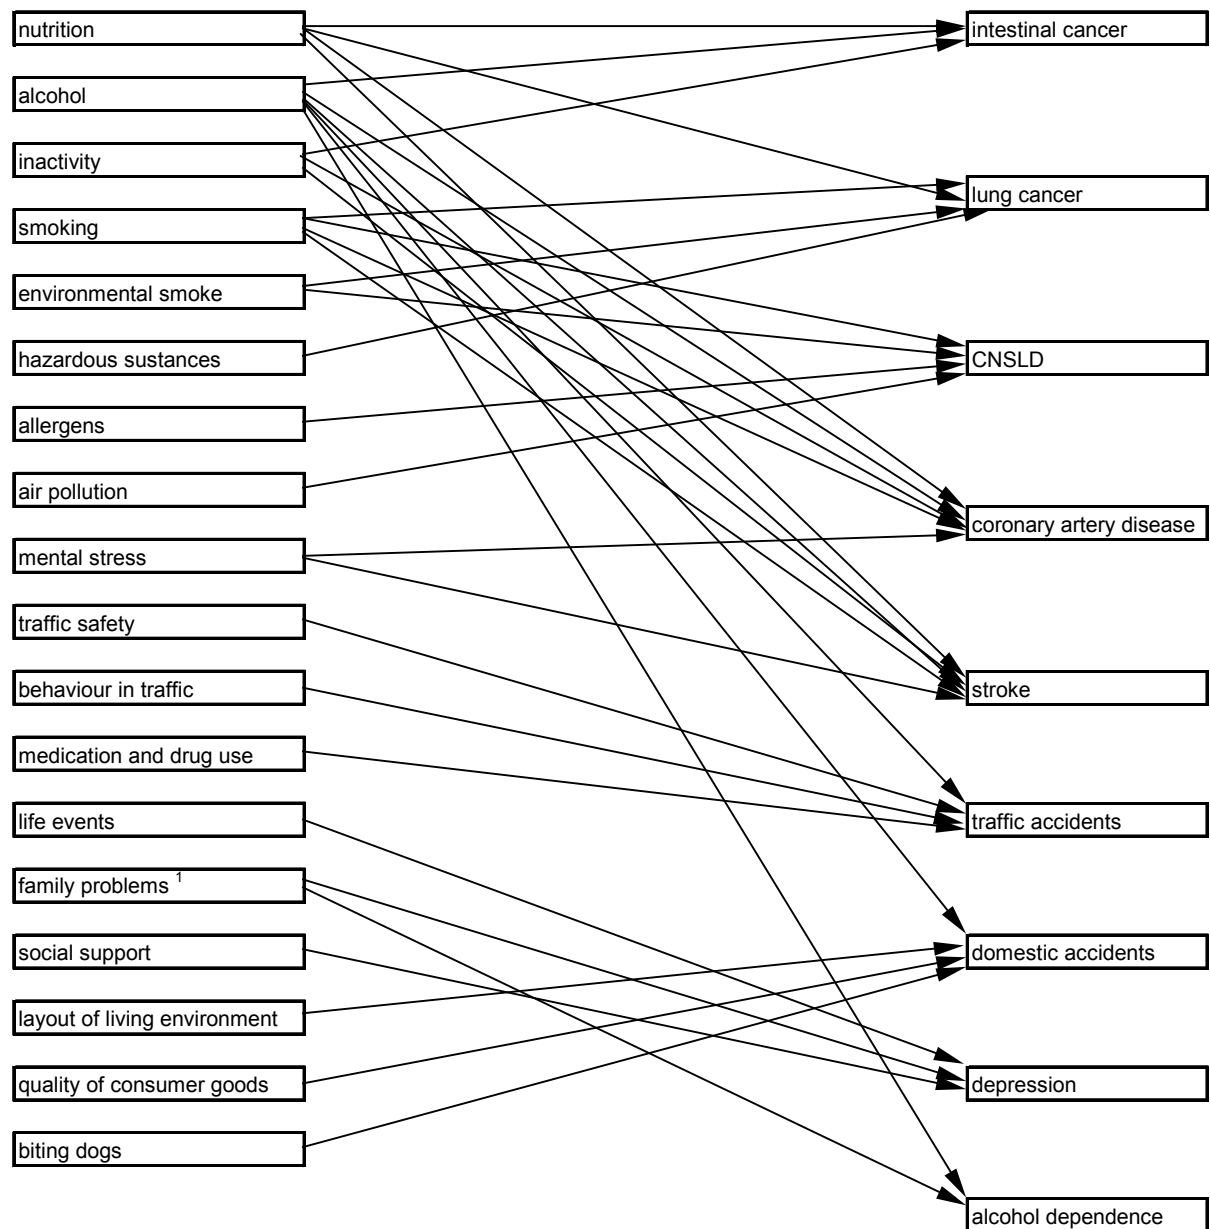 nutrition
alcohol
inactivity
smoking
environmental smoke
hazardous sustances
allergens
air pollution
mental stress
traffic safety
behaviour in traffic
medication and drug use
life events
family problems 1
social support
layout of living environment
quality of consumer goods
biting dogs
intestinal cancer
lung cancer
CNSLD
coronary artery disease
stroke
traffic accidents
domestic accidents
depression
alcohol dependence